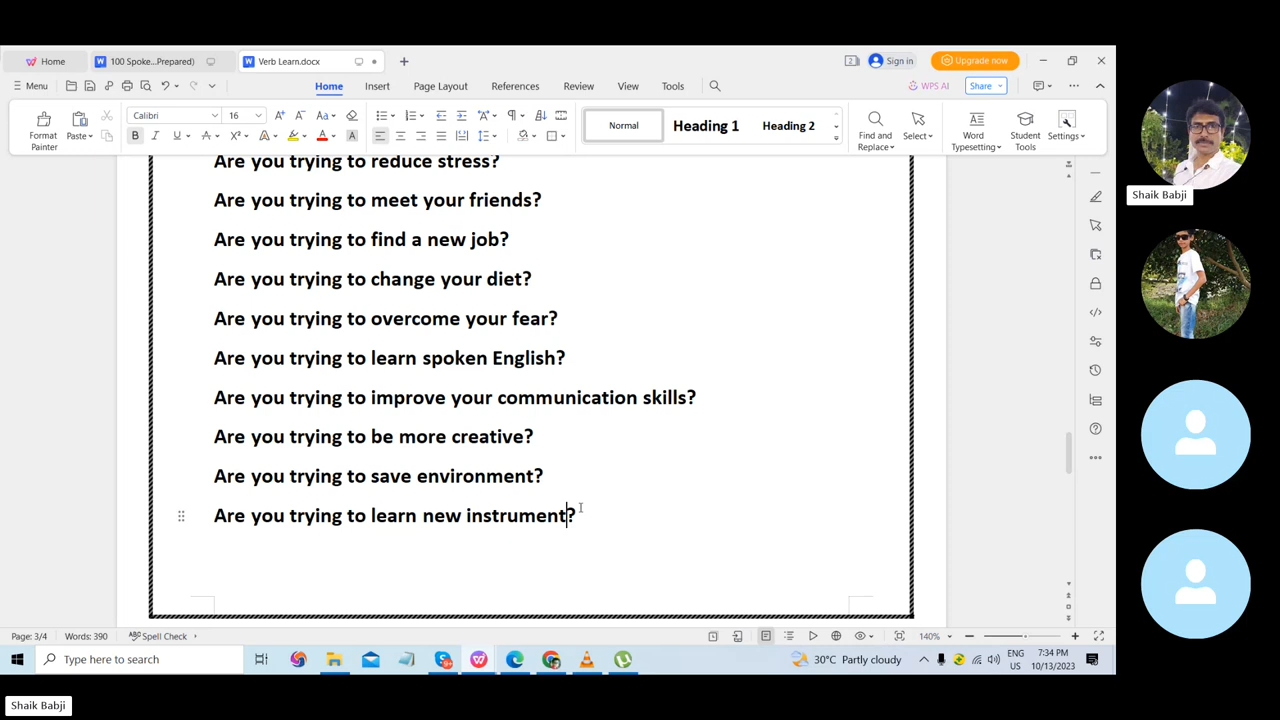 Home
100 Spoke...Prepared)
Verb Learn.docx
Sign in
Upgrade now
Menu
Home
Insert
Page Layout
References
Review
View
Tools
WPS AI
Share
Format Painter
Paste
Calibri
16
Normal
Heading 1
Heading 2
Find and Replace
Select
Word Typesetting
Student Tools
Settings
Are you trying to reduce stress?
Are you trying to meet your friends?
Are you trying to find a new job?
Are you trying to change your diet?
Are you trying to overcome your fear?
Are you trying to learn spoken English?
Are you trying to improve your communication skills?
Are you trying to be more creative?
Are you trying to save environment?
Are you trying to learn new instrument?
Page: 3/4
Words: 390
Spell Check
140%
Type here to search
30°C Partly cloudy
ENG
US
7:34 PM
10/13/2023
Shaik Babji
Shaik Babji